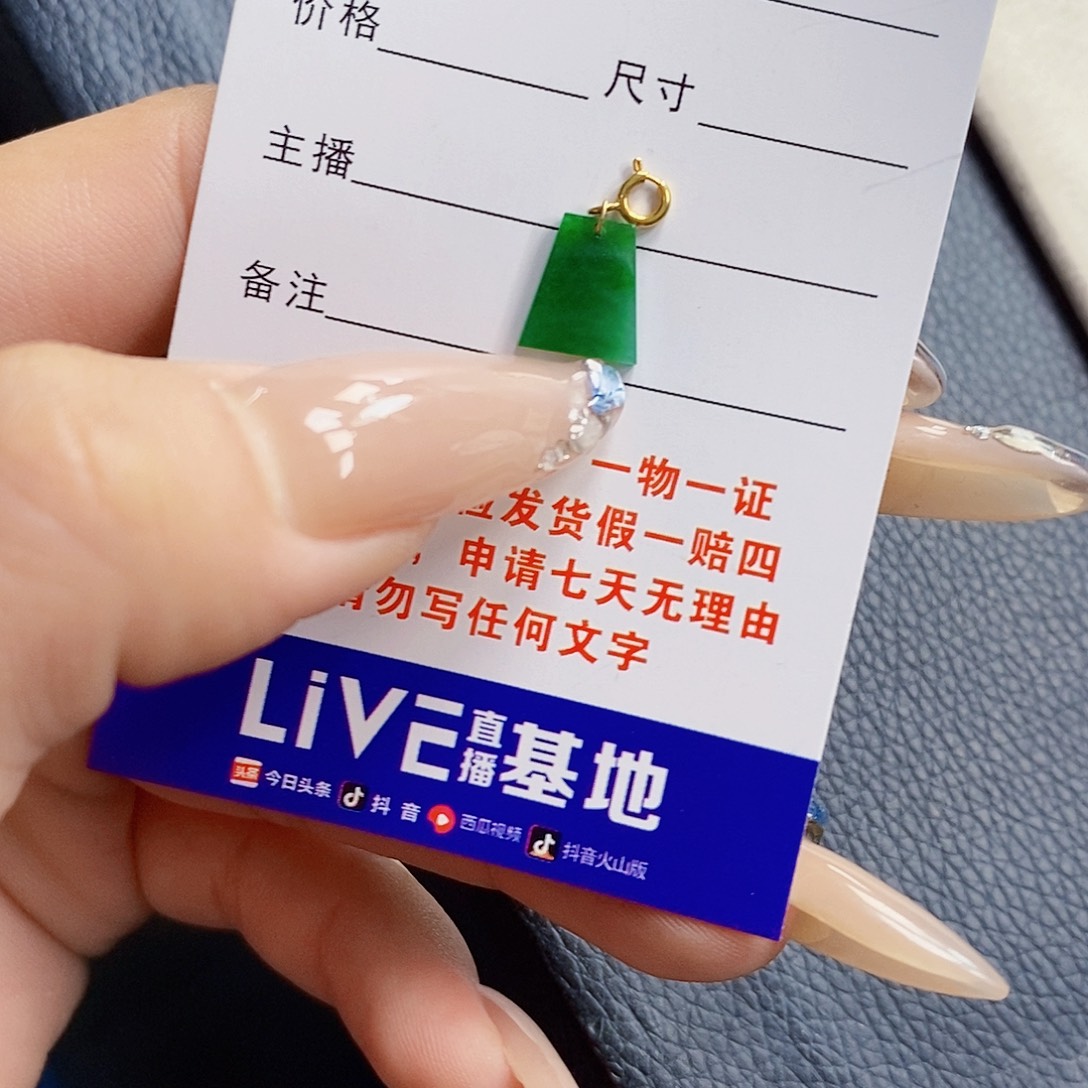 价格 尺寸
主播
备注
一物一证
发货假一赔四
申请七天无理由
勿写任何文字
LiVE直播基地
头条 今日头条 抖音 西瓜视频 抖音火山版